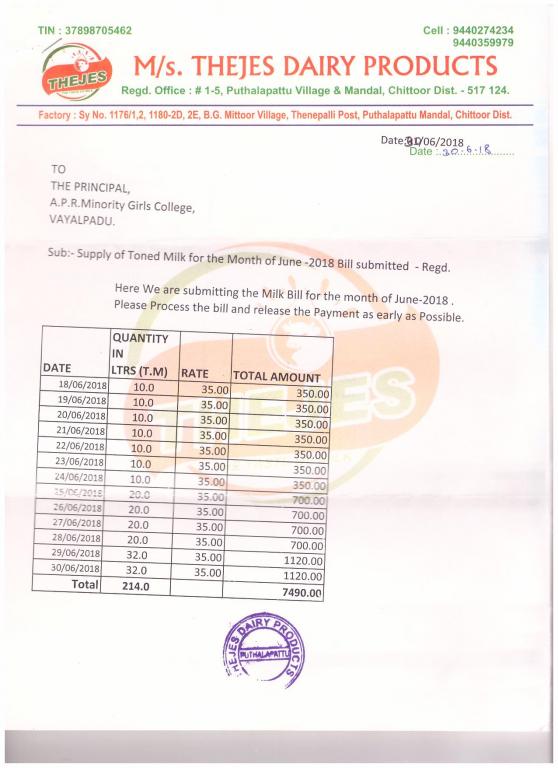 TIN : 37898705462
Cell : 9440274234
9440359979
THEJES
M/s. THEJES DAIRY PRODUCTS
Regd. Office : # 1-5, Puthalapattu Village & Mandal, Chittoor Dist. - 517 124.
Factory : Sy No. 1176/1,2, 1180-2D, 2E, B.G. Mittoor Village, Thenepalli Post, Puthalapattu Mandal, Chittoor Dist.
Date: /06/2018
Date : 30-6-18
TO
THE PRINCIPAL,
A.P.R.Minority Girls College,
VAYALPADU.
Sub:- Supply of Toned Milk for the Month of June -2018 Bill submitted - Regd.
Here We are submitting the Milk Bill for the month of June-2018 .
Please Process the bill and release the Payment as early as Possible.
DATE QUANTITY IN LTRS (T.M) RATE TOTAL AMOUNT
18/06/2018 10.0 35.00 350.00
19/06/2018 10.0 35.00 350.00
20/06/2018 10.0 35.00 350.00
21/06/2018 10.0 35.00 350.00
22/06/2018 10.0 35.00 350.00
23/06/2018 10.0 35.00 350.00
24/06/2018 10.0 35.00 350.00
25/06/2018 20.0 35.00 700.00
26/06/2018 20.0 35.00 700.00
27/06/2018 20.0 35.00 700.00
28/06/2018 20.0 35.00 700.00
29/06/2018 32.0 35.00 1120.00
30/06/2018 32.0 35.00 1120.00
Total 214.0 7490.00
THEJES
THEJES DAIRY PRODUCTS
PUTHALAPATTU